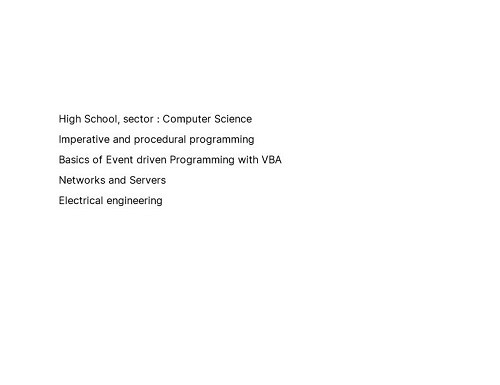 High School, sector : Computer Science
Imperative and procedural programming
Basics of Event driven Programming with VBA
Networks and Servers
Electrical engineering